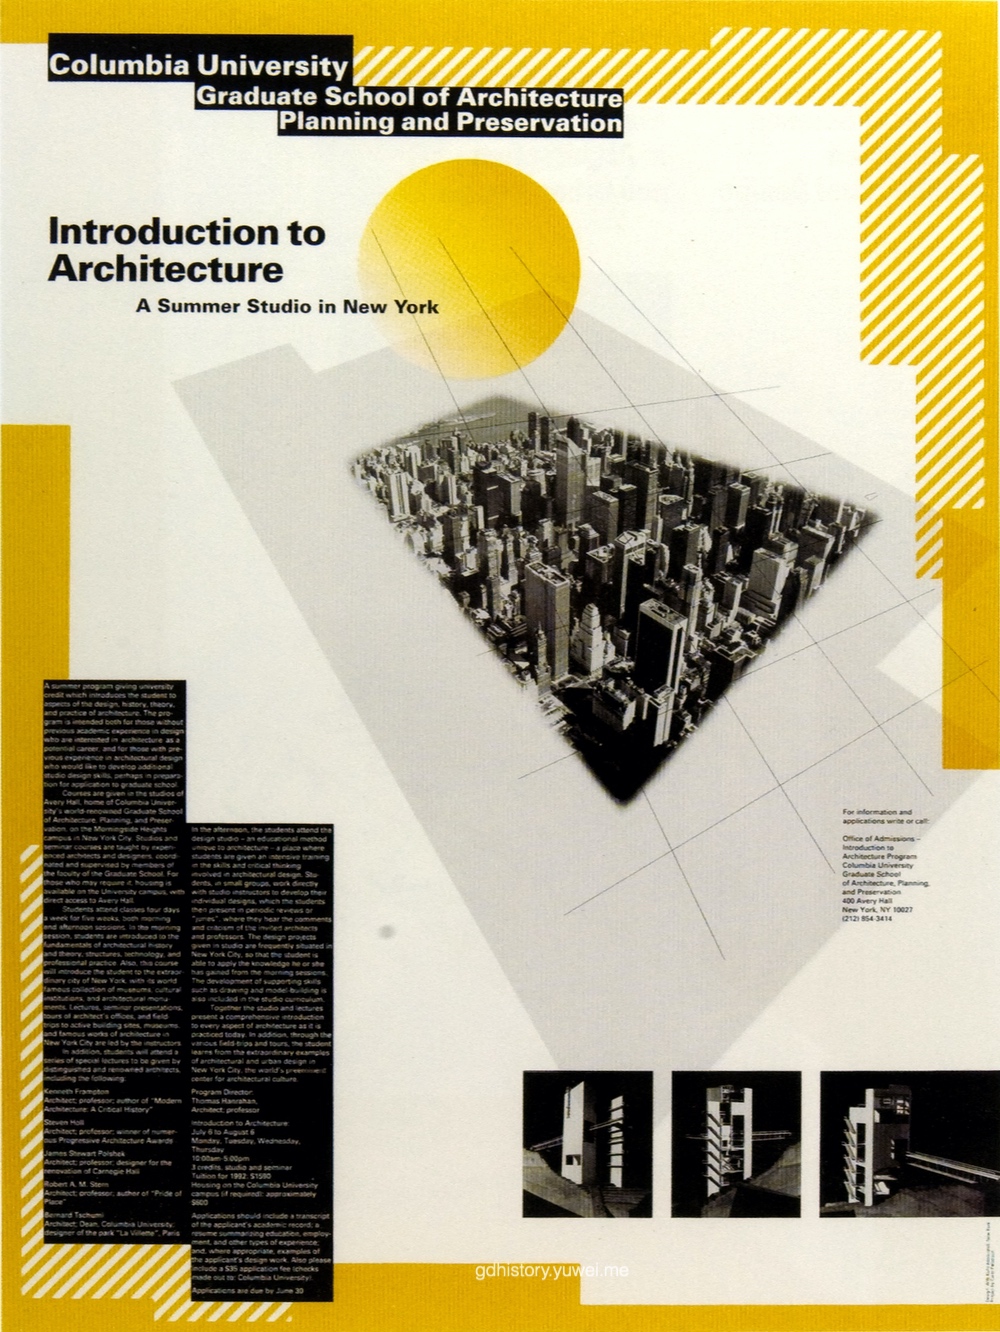 Columbia University
Graduate School of Architecture
Planning and Preservation
Introduction to
Architecture
A Summer Studio in New York
A summer program giving university
credit which introduces the student to
aspects of the design, history, theory,
and practice of architecture. The pro-
gram is intended both for those without
previous academic experience in design
who are interested in architecture as a
potential career, and for those with pre-
vious experience in architectural design
who would like to develop additional
studio design skills, perhaps in prepara-
tion for application to graduate school.
Courses are given in the studios of
Avery Hall, home of Columbia Univer-
sity's world-renowned Graduate School
of Architecture, Planning, and Preser-
vation, on the Morningside Heights
campus in New York City. Studios and
seminar courses are taught by experi-
enced architects and designers, coordi-
nated and supervised by members of
the faculty of the Graduate School. For
those who may require it, housing is
available on the University campus, with
direct access to Avery Hall.
Students attend classes four days
a week for five weeks, both morning
and afternoon sessions. In the morning
session, students are introduced to the
fundamentals of architectural history
and theory, structures, technology, and
professional practice. Also, this course
will introduce the student to the extraor-
dinary city of New York, with its world
famous collection of museums, cultural
institutions, and architectural monu-
ments. Lectures, seminar presentations,
tours of architect's offices, and field
trips to active building sites, museums,
and famous works of architecture in
New York City are led by the instructors.
In addition, students will attend a
series of special lectures to be given by
distinguished and renowned architects,
including the following:
Kenneth Frampton
Architect; professor; author of "Modern
Architecture: A Critical History"
Steven Holl
Architect; professor; winner of numer-
ous Progressive Architecture Awards
James Stewart Polshek
Architect; professor; designer for the
renovation of Carnegie Hall
Robert A. M. Stern
Architect; professor, author of "Pride of
Place"
Bernard Tschumi
Architect; Dean, Columbia University;
designer of the park "La Villette", Paris
In the afternoon, the students attend the
design studio – an educational method
unique to architecture – a place where
students are given an intensive training
in the skills and critical thinking
involved in architectural design. Stu-
dents, in small groups, work directly
with studio instructors to develop their
individual designs, which the students
then present in periodic reviews or
"juries", where they hear the comments
and criticism of the invited architects
and professors. The design projects
given in studio are frequently situated in
New York City, so that the student is
able to apply the knowledge he or she
has gained from the morning sessions.
The development of supporting skills
such as drawing and model-building is
also included in the studio curriculum.
Together the studio and lectures
present a comprehensive introduction
to every aspect of architecture as it is
practiced today. In addition, through the
various field-trips and tours, the student
learns from the extraordinary examples
of architectural and urban design in
New York City, the world's preeminent
center for architectural culture.
Program Director:
Thomas Hanrahan,
Architect, professor
Introduction to Architecture:
July 6 to August 6
Monday, Tuesday, Wednesday,
Thursday
10:00am-5:00pm
3 credits, studio and seminar
Tuition for 1992: $1580
Housing on the Columbia University
campus (if required): approximately
$600
Applications should include a transcript
of the applicant's academic record; a
resume summarizing education, employ-
ment, and other types of experience;
and, where appropriate, examples of
the applicant's design work. Also please
include a $35 application fee (checks
made out to: Columbia University).
Applications are due by June 30
For information and
applications write or call:
Office of Admissions –
Introduction to
Architecture Program
Columbia University
Graduate School
of Architecture, Planning,
and Preservation
400 Avery Hall
New York, NY 10027
(212) 854-3414
gdhistory.yuwei.me